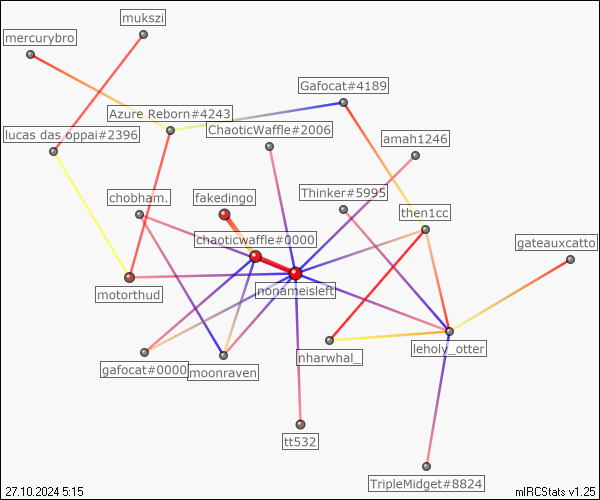 mukszi
mercurybro
Gafocat#4189
Azure Reborn#4243
ChaoticWaffle#2006
lucas das oppai#2396
amah1246
chobham.
fakedingo
Thinker#5995
then1cc
chaoticwaffle#0000
gateauxcatto
motorthud
nonameisleft
leholy_otter
nharwhal_
gafocat#0000
moonraven
tt532
TripleMidget#8824
27.10.2024 5:15
mIRCStats v1.25